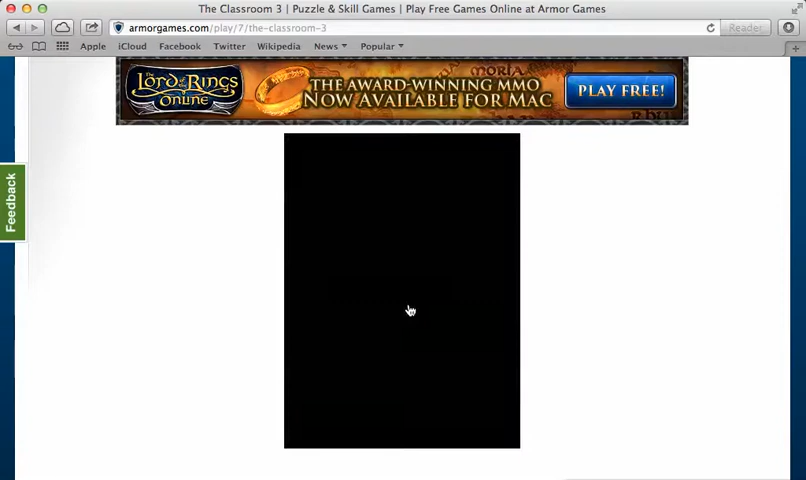 The Classroom 3 | Puzzle & Skill Games | Play Free Games Online at Armor Games
armorgames.com/play/7/the-classroom-3
Reader
Apple iCloud Facebook Twitter Wikipedia News Popular
The
LORD OF THE RINGS
ONLINE
MORIA
THE AWARD-WINNING MMO
NOW AVAILABLE FOR MAC
PLAY FREE!
Feedback